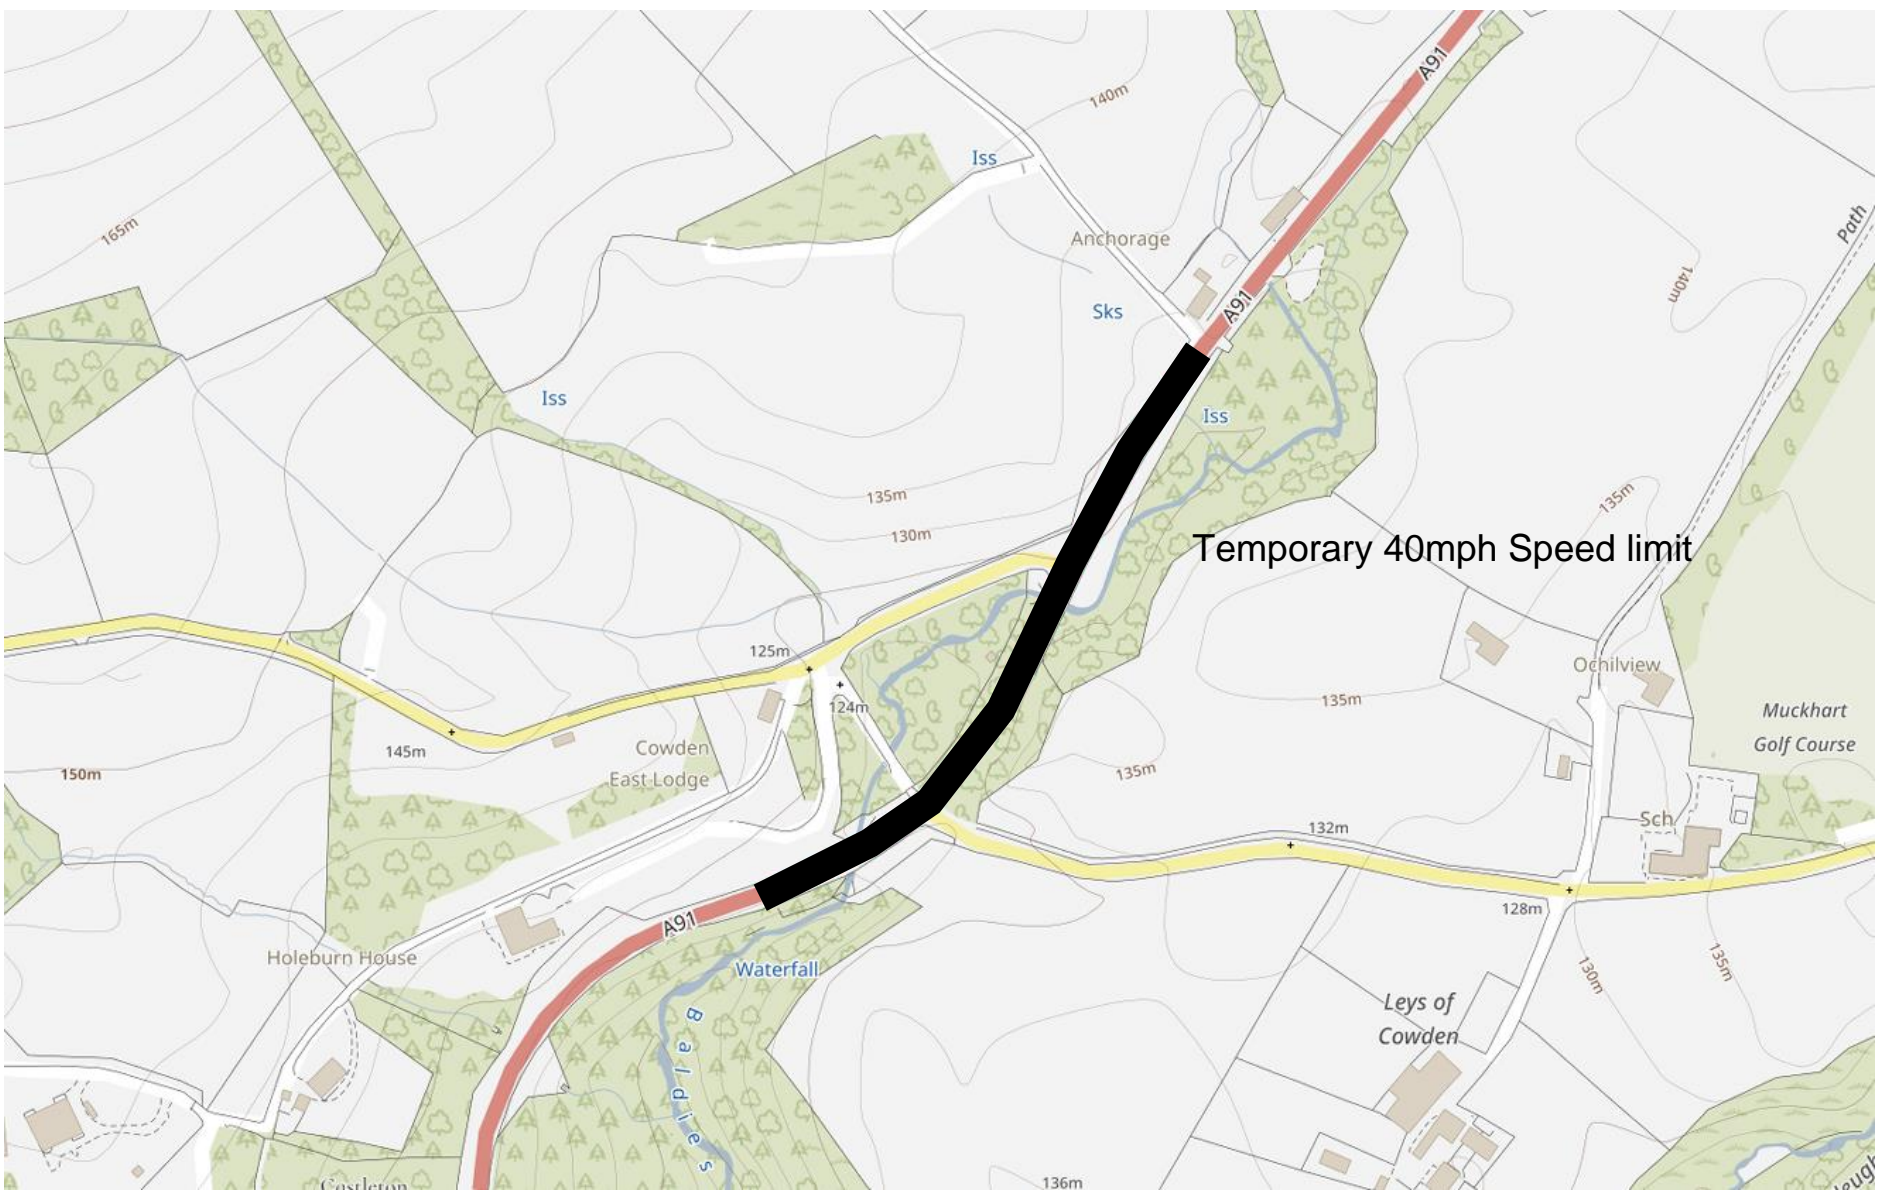 A91
140m
Iss
165m
Path
Anchorage
140m
A91
Sks
Iss
Iss
135m
135m
130m
Temporary 40mph Speed limit
125m
Ochilview
124m
135m
Muckhart
Golf Course
Cowden
East Lodge
145m
150m
135m
Sch
132m
128m
A91
Holeburn House
Waterfall
130m
135m
Leys of
Cowden
Baldies
136m
Castleton